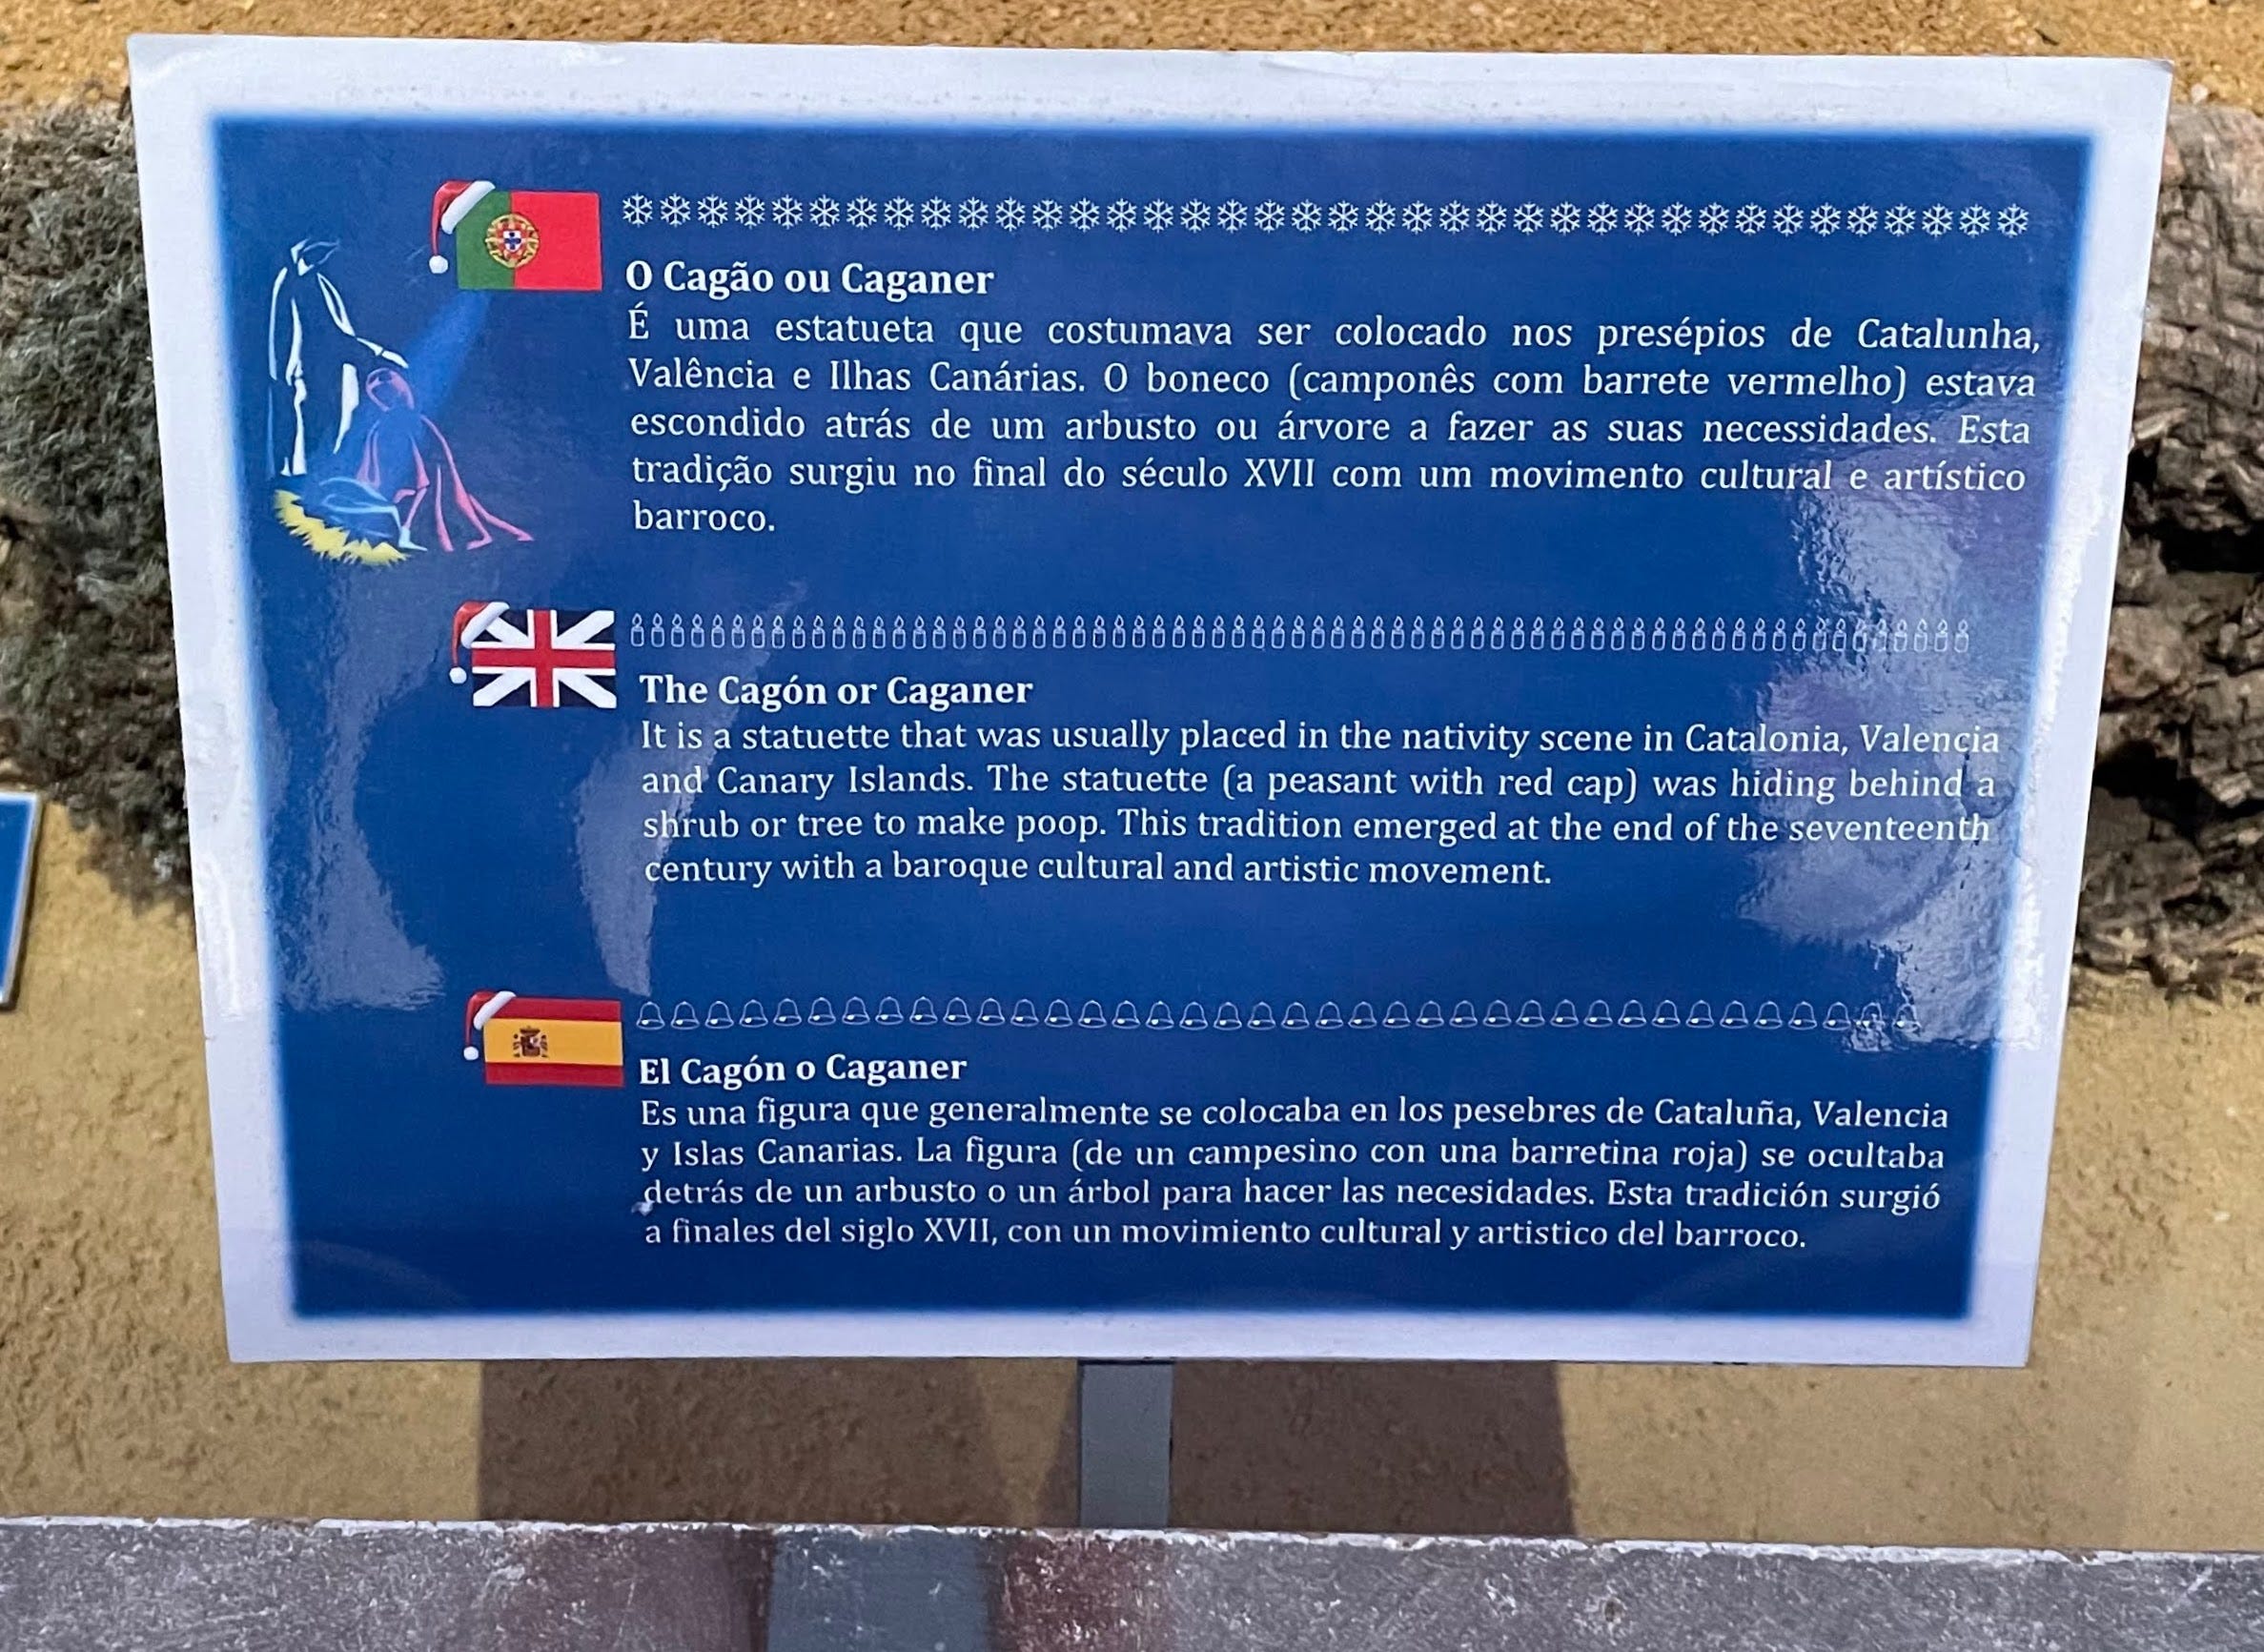 O Cagão ou Caganer
É uma estatueta que costumava ser colocado nos presépios de Catalunha,
Valência e Ilhas Canárias. O boneco (camponês com barrete vermelho) estava
escondido atrás de um arbusto ou árvore a fazer as suas necessidades. Esta
tradição surgiu no final do século XVII com um movimento cultural e artístico
barroco.
The Cagón or Caganer
It is a statuette that was usually placed in the nativity scene in Catalonia, Valencia
and Canary Islands. The statuette (a peasant with red cap) was hiding behind a
shrub or tree to make poop. This tradition emerged at the end of the seventeenth
century with a baroque cultural and artistic movement.
El Cagón o Caganer
Es una figura que generalmente se colocaba en los pesebres de Cataluña, Valencia
y Islas Canarias. La figura (de un campesino con una barretina roja) se ocultaba
detrás de un arbusto o un árbol para hacer las necesidades. Esta tradición surgió
a finales del siglo XVII, con un movimiento cultural y artistico del barroco.